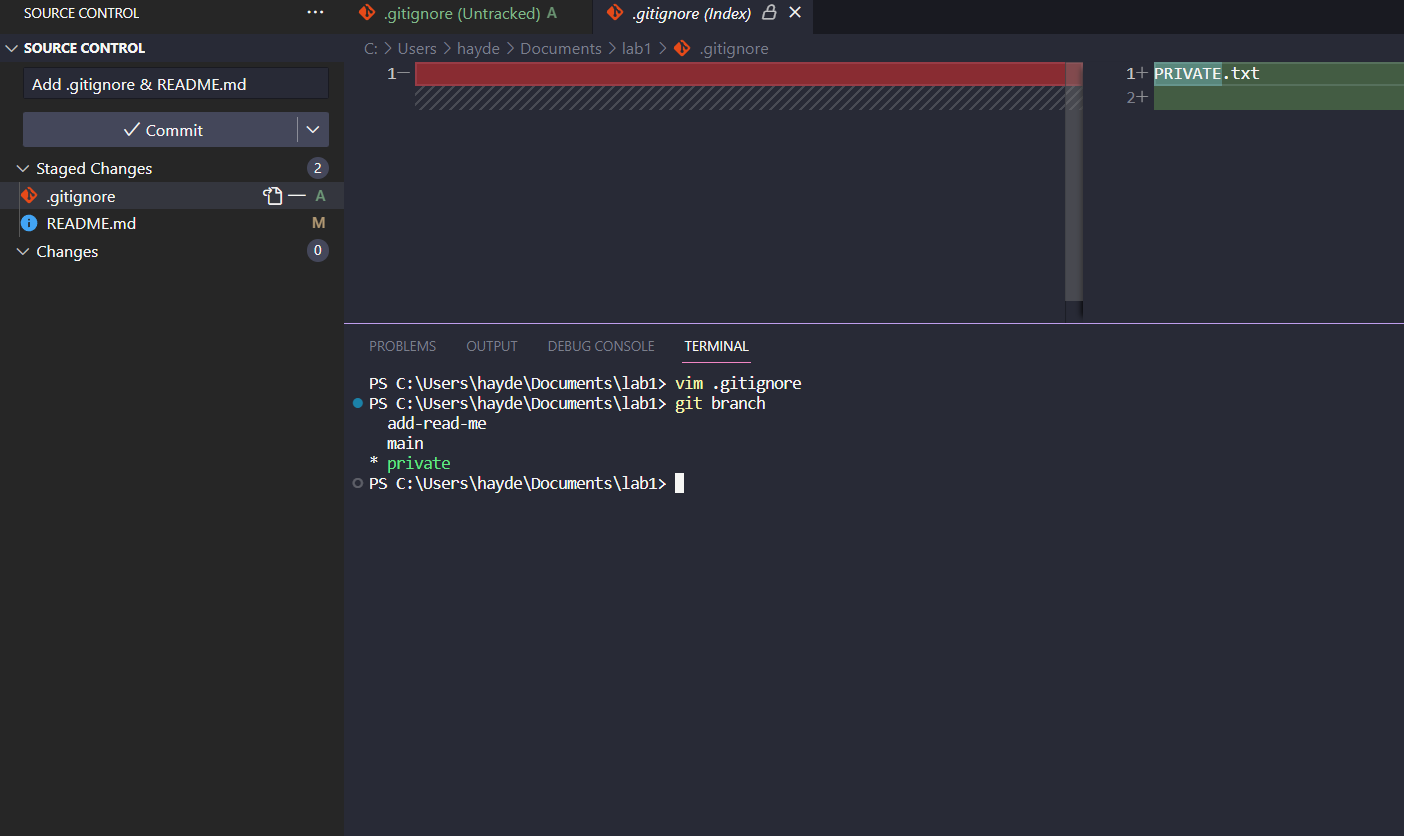 SOURCE CONTROL ...
SOURCE CONTROL
Add .gitignore & README.md
Commit
Staged Changes 2
.gitignore A
README.md M
Changes 0
.gitignore (Untracked) A
.gitignore (Index)
C: > Users > hayde > Documents > lab1 > .gitignore
1−
1+ PRIVATE.txt
2+
PROBLEMS OUTPUT DEBUG CONSOLE TERMINAL
PS C:\Users\hayde\Documents\lab1> vim .gitignore
PS C:\Users\hayde\Documents\lab1> git branch
add-read-me
main
* private
PS C:\Users\hayde\Documents\lab1>